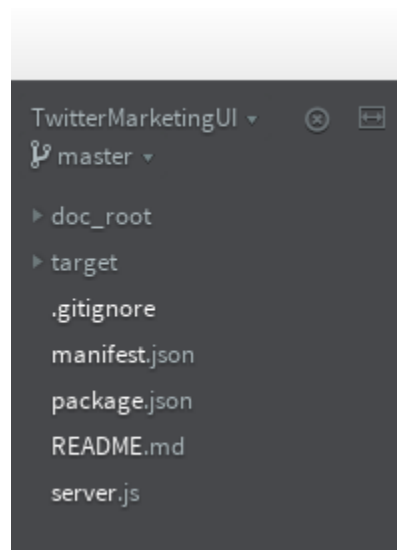 TwitterMarketingUI
master
doc_root
target
.gitignore
manifest.json
package.json
README.md
server.js